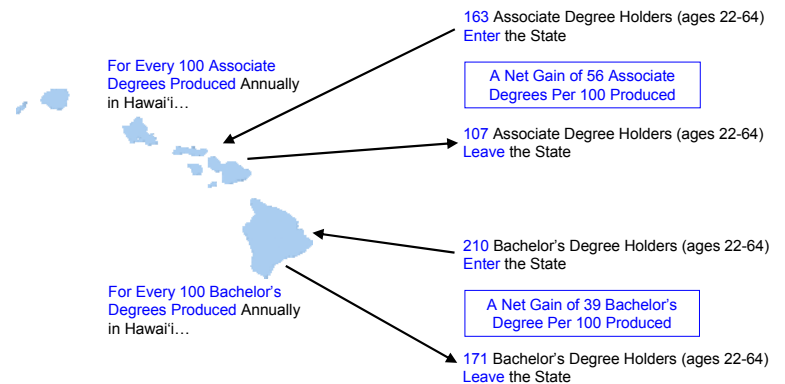 163 Associate Degree Holders (ages 22-64)
Enter the State
For Every 100 Associate
Degrees Produced Annually
in Hawai‘i…
A Net Gain of 56 Associate
Degrees Per 100 Produced
107 Associate Degree Holders (ages 22-64)
Leave the State
210 Bachelor’s Degree Holders (ages 22-64)
Enter the State
For Every 100 Bachelor’s
Degrees Produced Annually
in Hawai‘i…
A Net Gain of 39 Bachelor’s
Degree Per 100 Produced
171 Bachelor’s Degree Holders (ages 22-64)
Leave the State